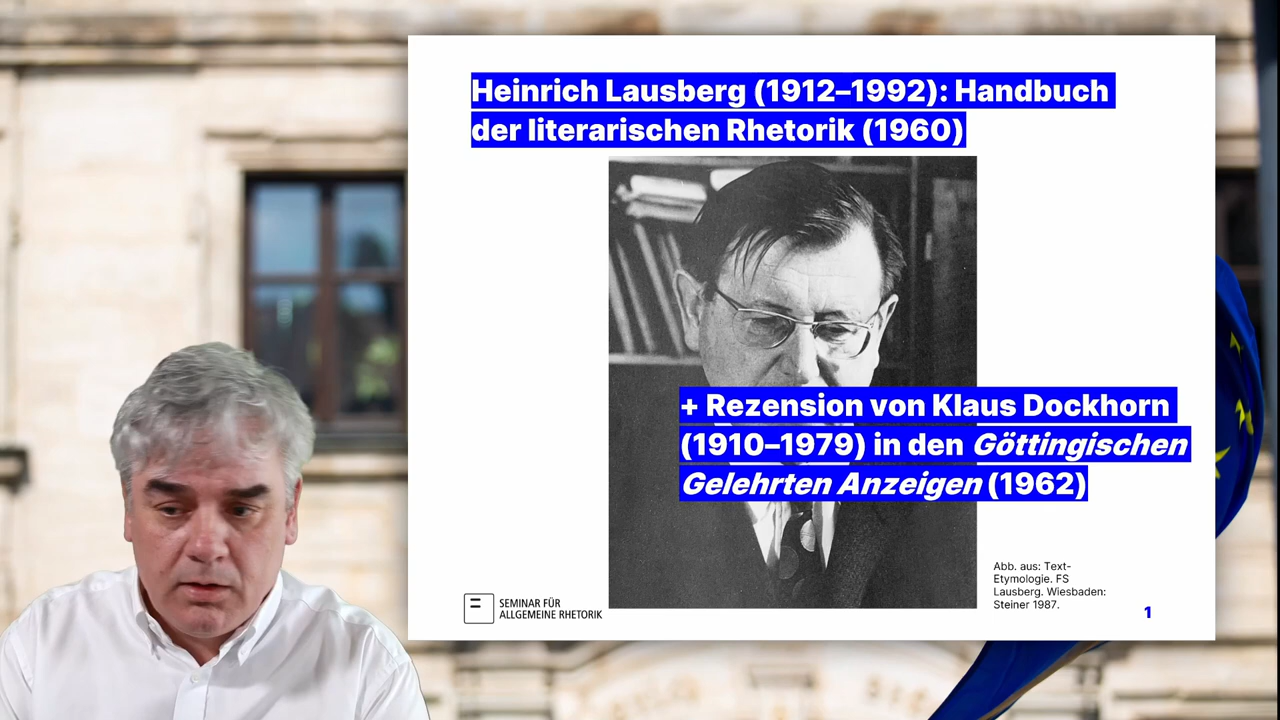 Heinrich Lausberg (1912–1992): Handbuch
der literarischen Rhetorik (1960)
+ Rezension von Klaus Dockhorn
(1910–1979) in den Göttingischen
Gelehrten Anzeigen (1962)
Abb. aus: Text-
Etymologie. FS
Lausberg. Wiesbaden:
Steiner 1987.
SEMINAR FÜR
ALLGEMEINE RHETORIK
1